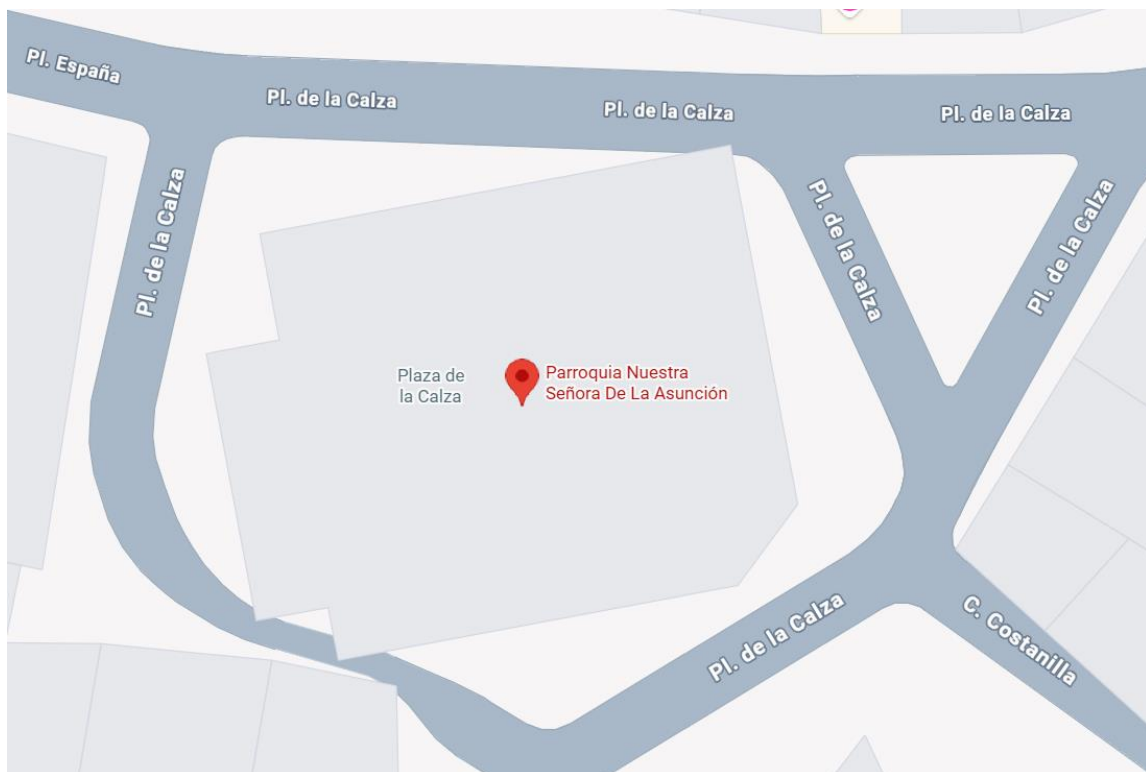 Pl. España
Pl. de la Calza
Pl. de la Calza
Pl. de la Calza
Pl. de la Calza
Pl. de la Calza
Pl. de la Calza
Plaza de
la Calza
Parroquia Nuestra
Señora De La Asunción
Pl. de la Calza
C. Costanilla